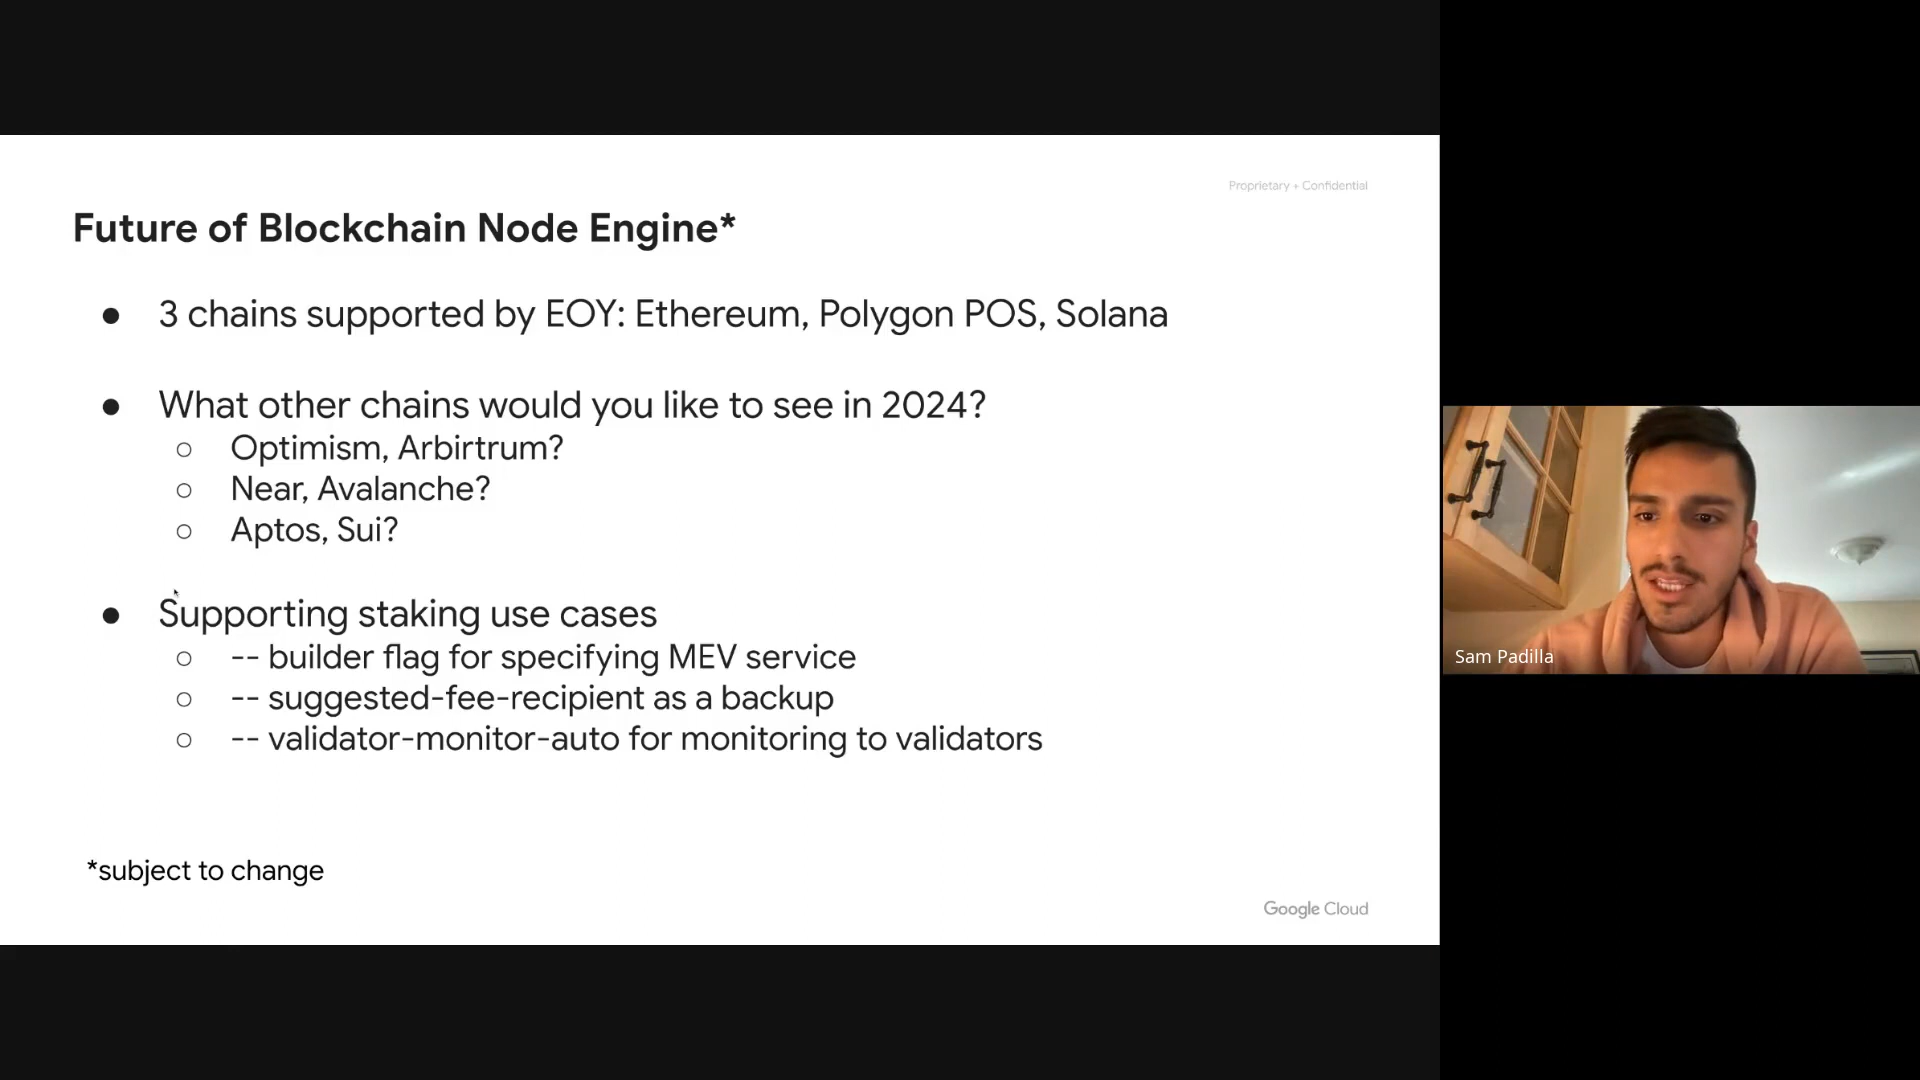 Proprietary + Confidential
Future of Blockchain Node Engine*
● 3 chains supported by EOY: Ethereum, Polygon POS, Solana
● What other chains would you like to see in 2024?
○ Optimism, Arbirtrum?
○ Near, Avalanche?
○ Aptos, Sui?
● Supporting staking use cases
○ -- builder flag for specifying MEV service
○ -- suggested-fee-recipient as a backup
○ -- validator-monitor-auto for monitoring to validators
*subject to change
Google Cloud
Sam Padilla